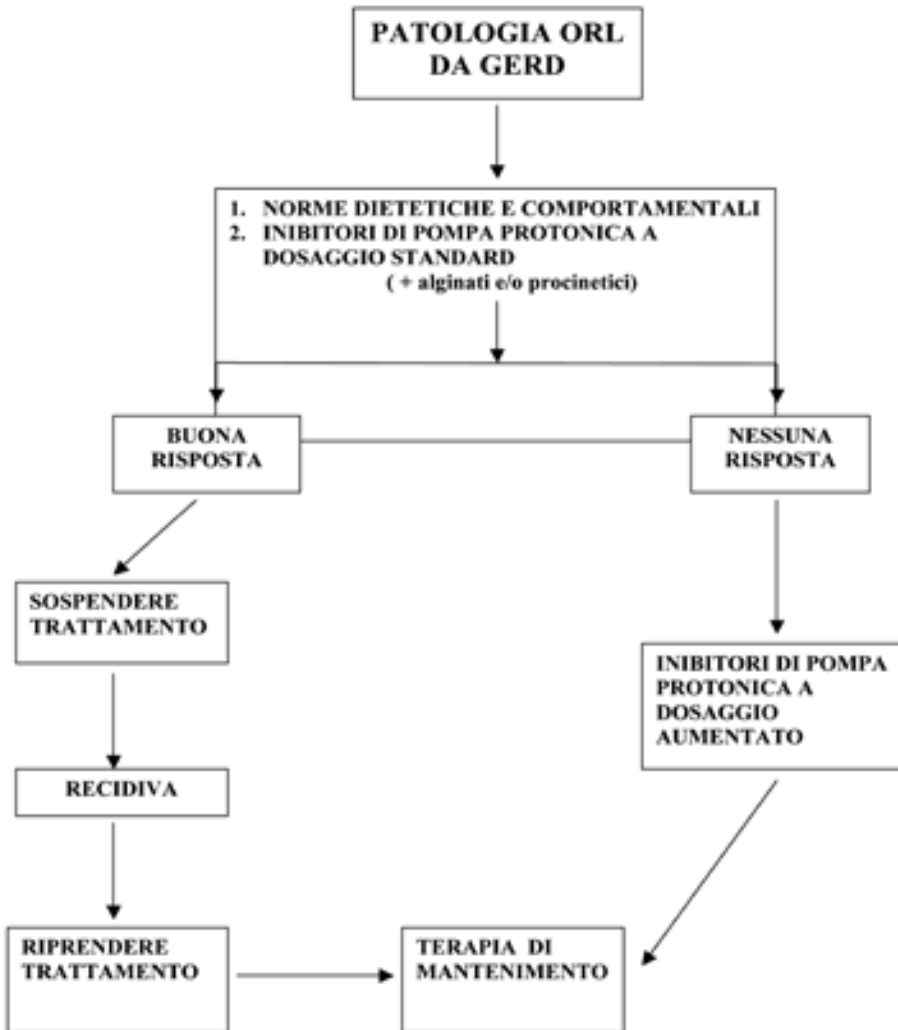 PATOLOGIA ORL
DA GERD
1. NORME DIETETICHE E COMPORTAMENTALI
2. INIBITORI DI POMPA PROTONICA A
DOSAGGIO STANDARD
( + alginati e/o procinetici)
BUONA
RISPOSTA
NESSUNA
RISPOSTA
SOSPENDERE
TRATTAMENTO
INIBITORI DI POMPA
PROTONICA A
DOSAGGIO
AUMENTATO
RECIDIVA
RIPRENDERE
TRATTAMENTO
TERAPIA DI
MANTENIMENTO